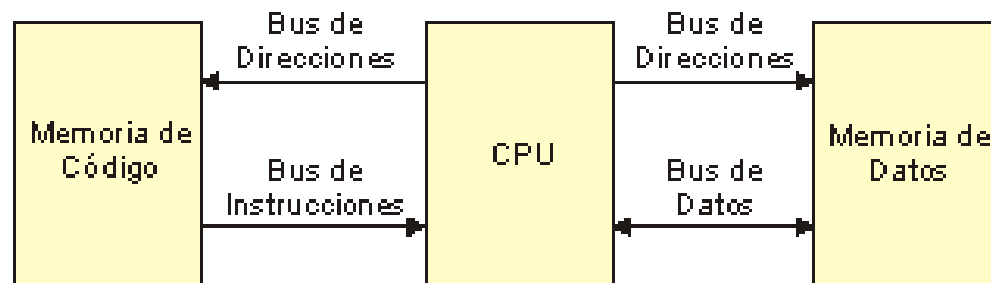 Bus de
Direcciones
Bus de
Direcciones
Memoria de
Código
CPU
Memoria de
Datos
Bus de
Instrucciones
Bus de
Datos